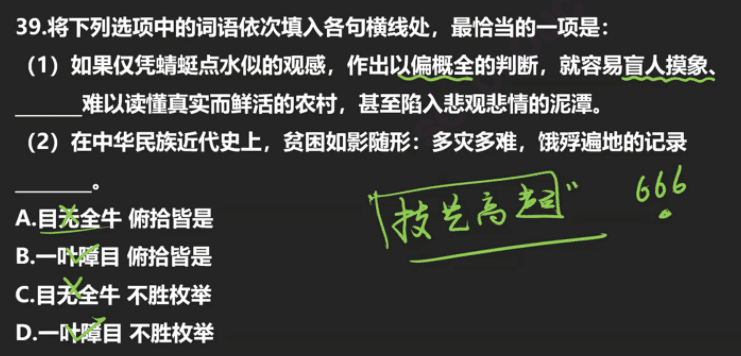 39.将下列选项中的词语依次填入各句横线处，最恰当的一项是：
（1）如果仅凭蜻蜓点水似的观感，作出以偏概全的判断，就容易盲人摸象、
______难以读懂真实而鲜活的农村，甚至陷入悲观悲情的泥潭。
（2）在中华民族近代史上，贫困如影随形：多灾多难，饿殍遍地的记录
______。
"技艺高超"
666
A.目无全牛 俯拾皆是
B.一叶障目 俯拾皆是
C.目无全牛 不胜枚举
D.一叶障目 不胜枚举